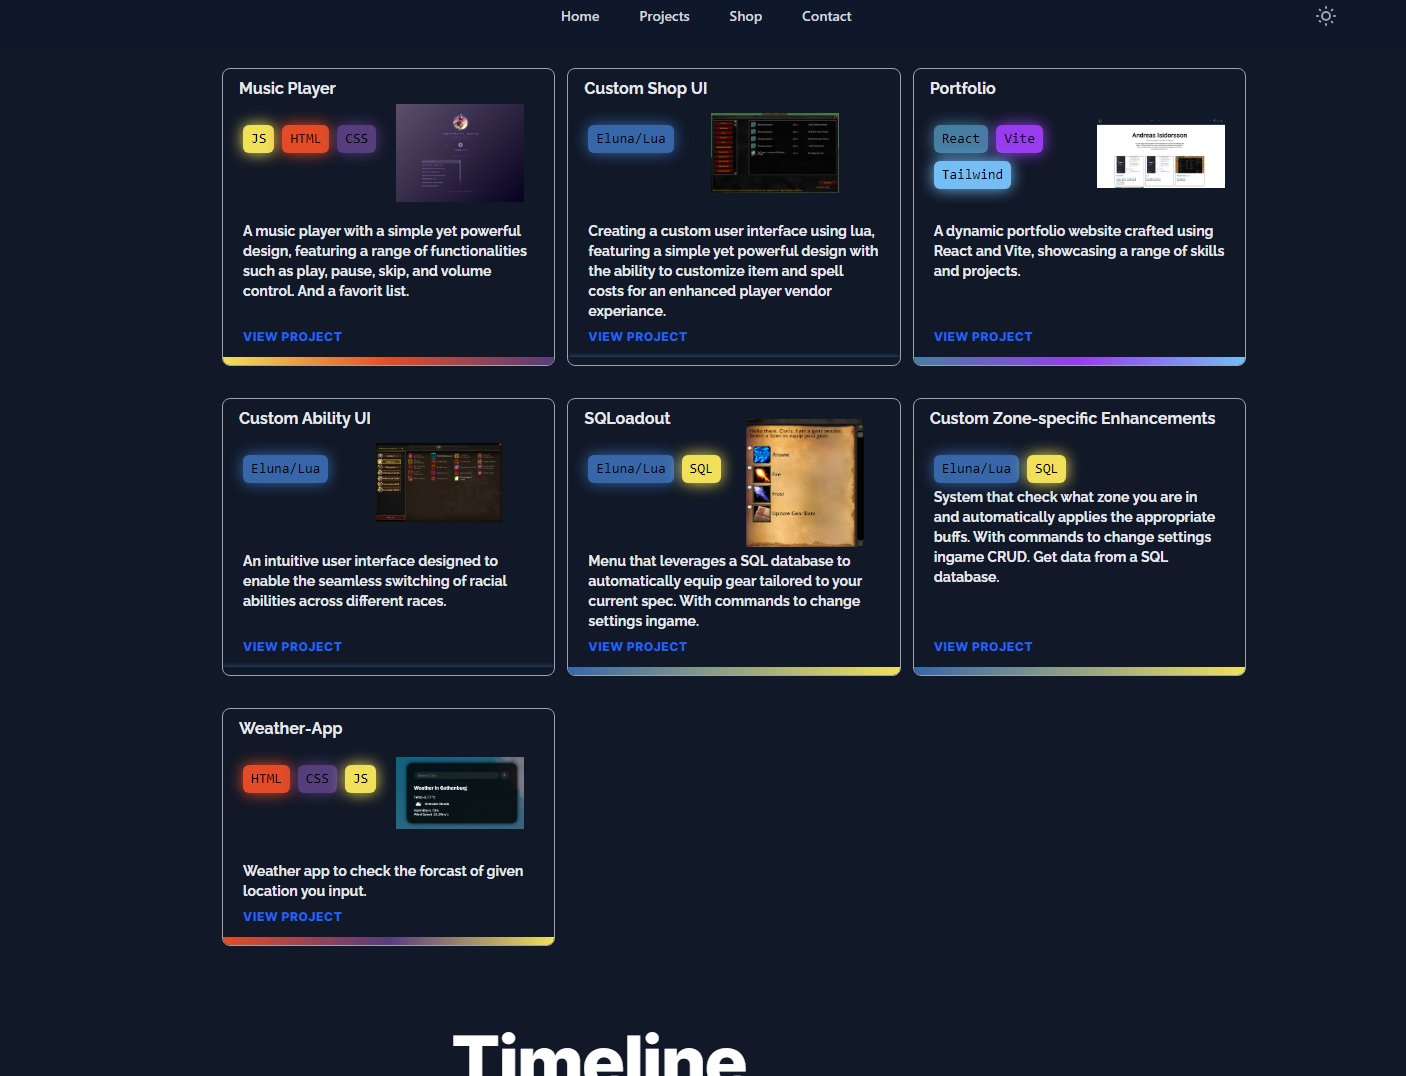 Home Projects Shop Contact
Music Player
JS HTML CSS
A music player with a simple yet powerful
design, featuring a range of functionalities
such as play, pause, skip, and volume
control. And a favorit list.
VIEW PROJECT
Custom Shop UI
Eluna/Lua
Creating a custom user interface using lua,
featuring a simple yet powerful design with
the ability to customize item and spell
costs for an enhanced player vendor
experiance.
VIEW PROJECT
Portfolio
React Vite
Tailwind
Andreas Isidorsson
A dynamic portfolio website crafted using
React and Vite, showcasing a range of skills
and projects.
VIEW PROJECT
Custom Ability UI
Eluna/Lua
An intuitive user interface designed to
enable the seamless switching of racial
abilities across different races.
VIEW PROJECT
SQLoadout
Eluna/Lua SQL
Arcane
Fire
Frost
Update Gear Stats
Menu that leverages a SQL database to
automatically equip gear tailored to your
current spec. With commands to change
settings ingame.
VIEW PROJECT
Custom Zone-specific Enhancements
Eluna/Lua SQL
System that check what zone you are in
and automatically applies the appropriate
buffs. With commands to change settings
ingame CRUD. Get data from a SQL
database.
VIEW PROJECT
Weather-App
HTML CSS JS
Weather in Gothenburg
Weather app to check the forcast of given
location you input.
VIEW PROJECT
Timeline